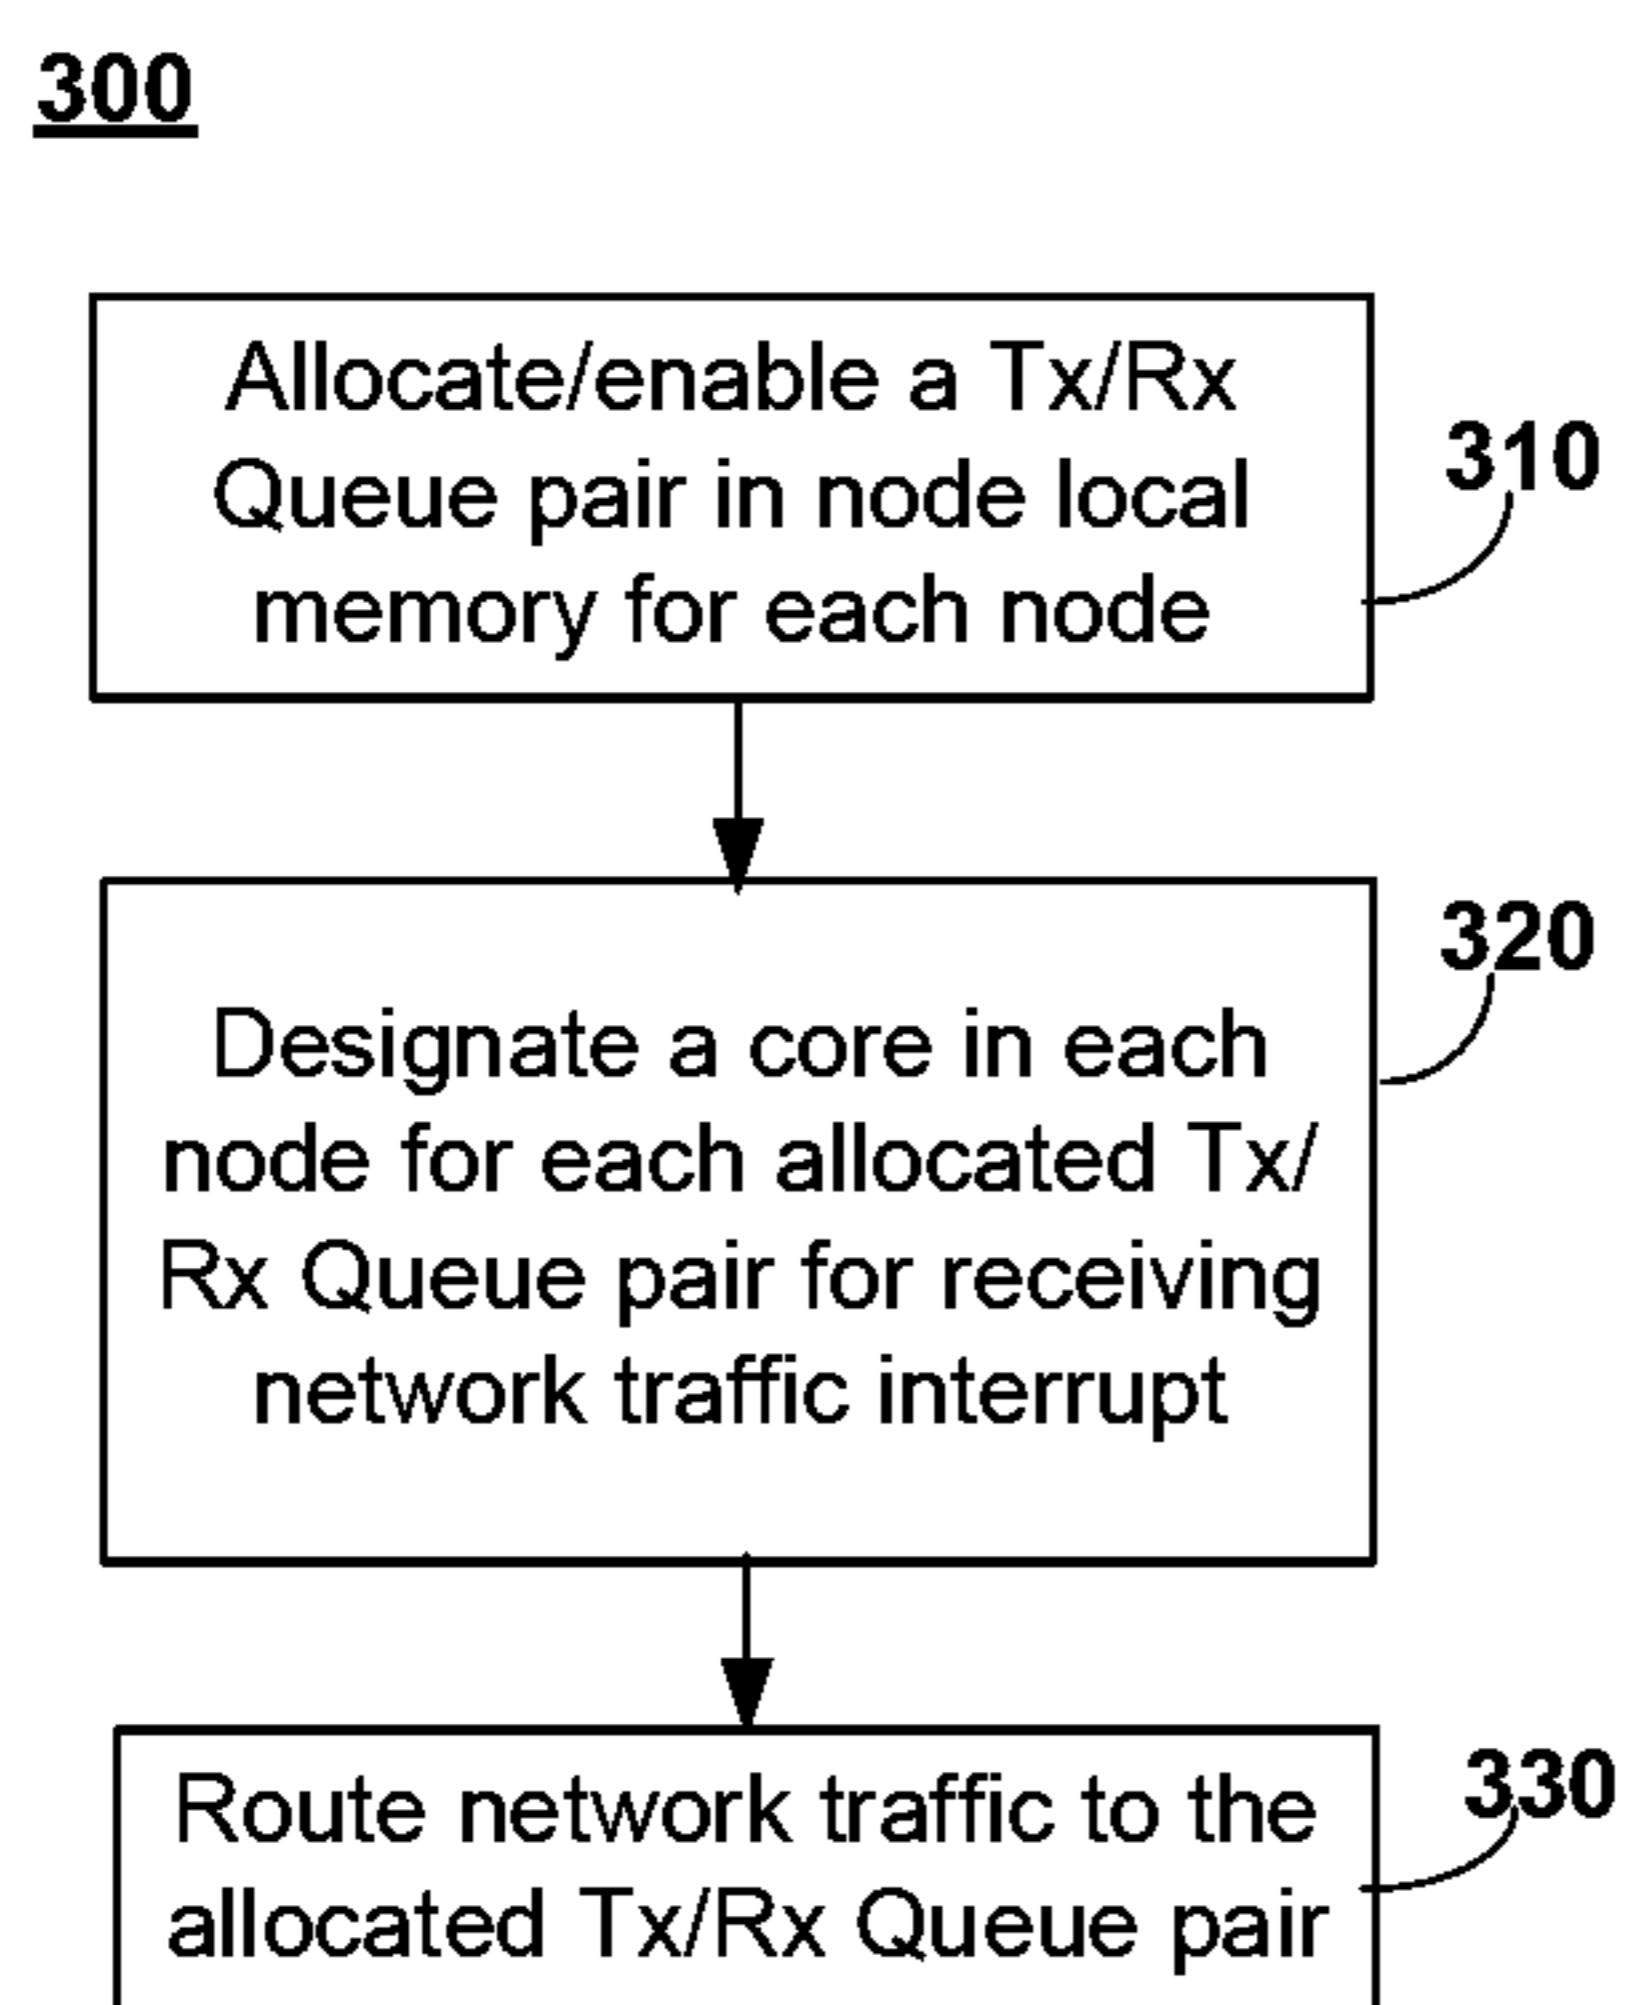 300
Allocate/enable a Tx/Rx
Queue pair in node local
memory for each node
310
Designate a core in each
node for each allocated Tx/
Rx Queue pair for receiving
network traffic interrupt
320
Route network traffic to the
allocated Tx/Rx Queue pair
330